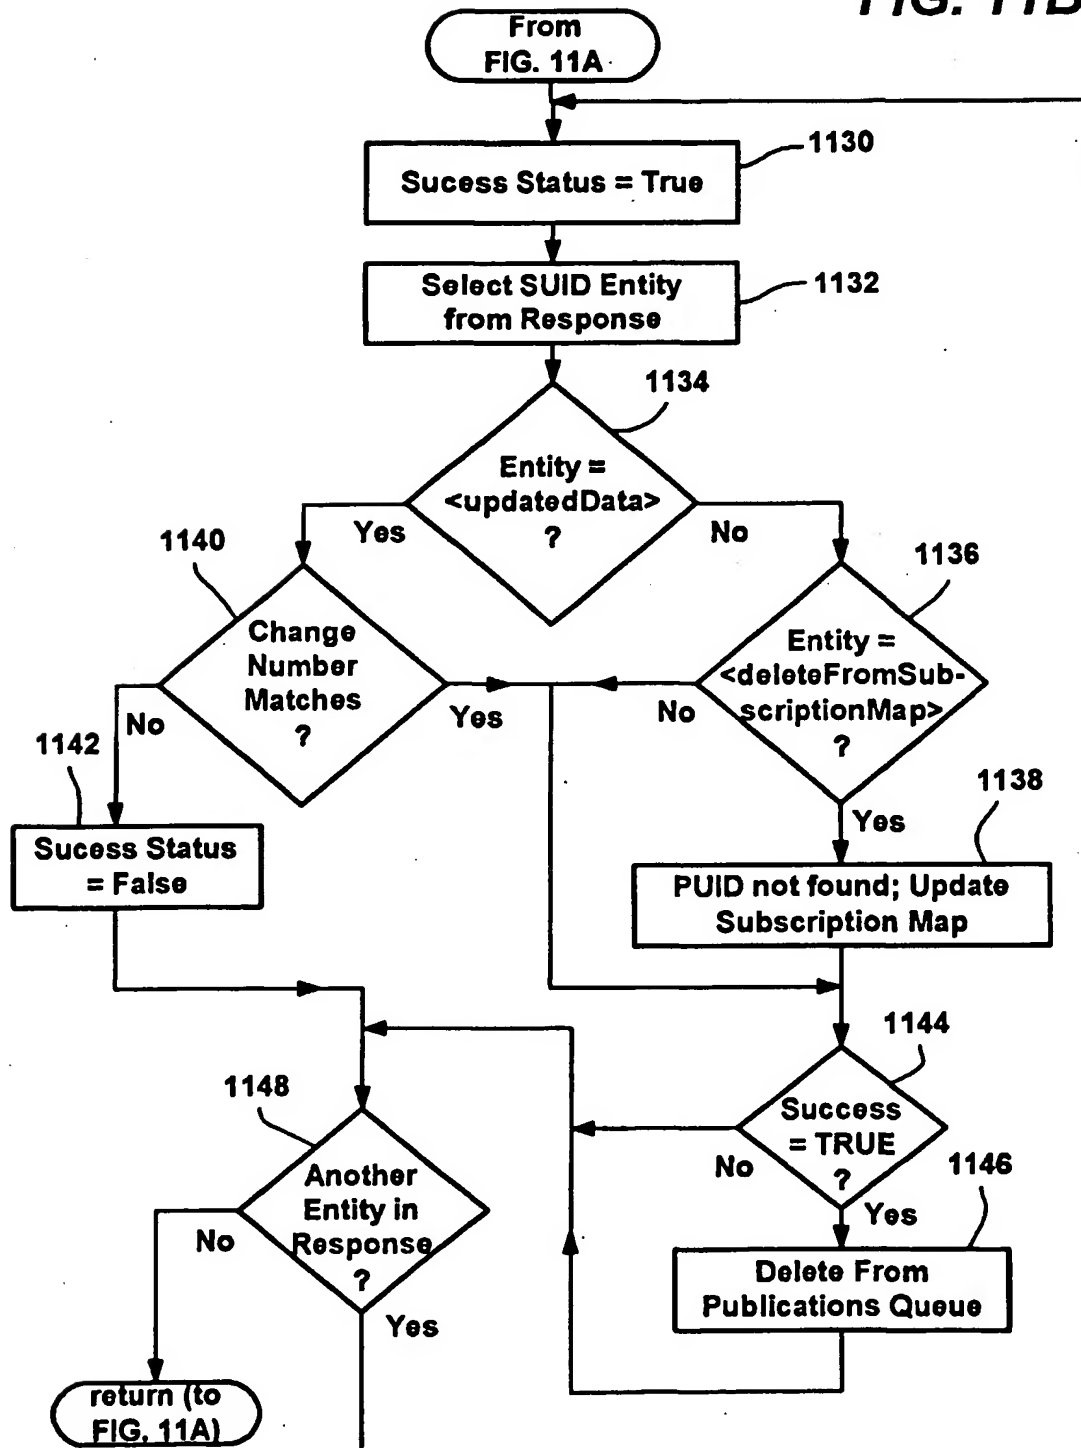 FIG. 11B
From
FIG. 11A
1130
Sucess Status = True
Select SUID Entity
from Response
1132
1134
Entity =
<updatedData>
?
Yes
No
1140
1136
Change
Number
Matches
?
No
Yes
Entity =
<deleteFromSub-
scriptionMap>
?
No
Yes
1142
Sucess Status
= False
1138
PUID not found; Update
Subscription Map
1144
Success
= TRUE
?
No
Yes
1148
Another
Entity in
Response
?
No
Yes
1146
Delete From
Publications Queue
return (to
FIG. 11A)